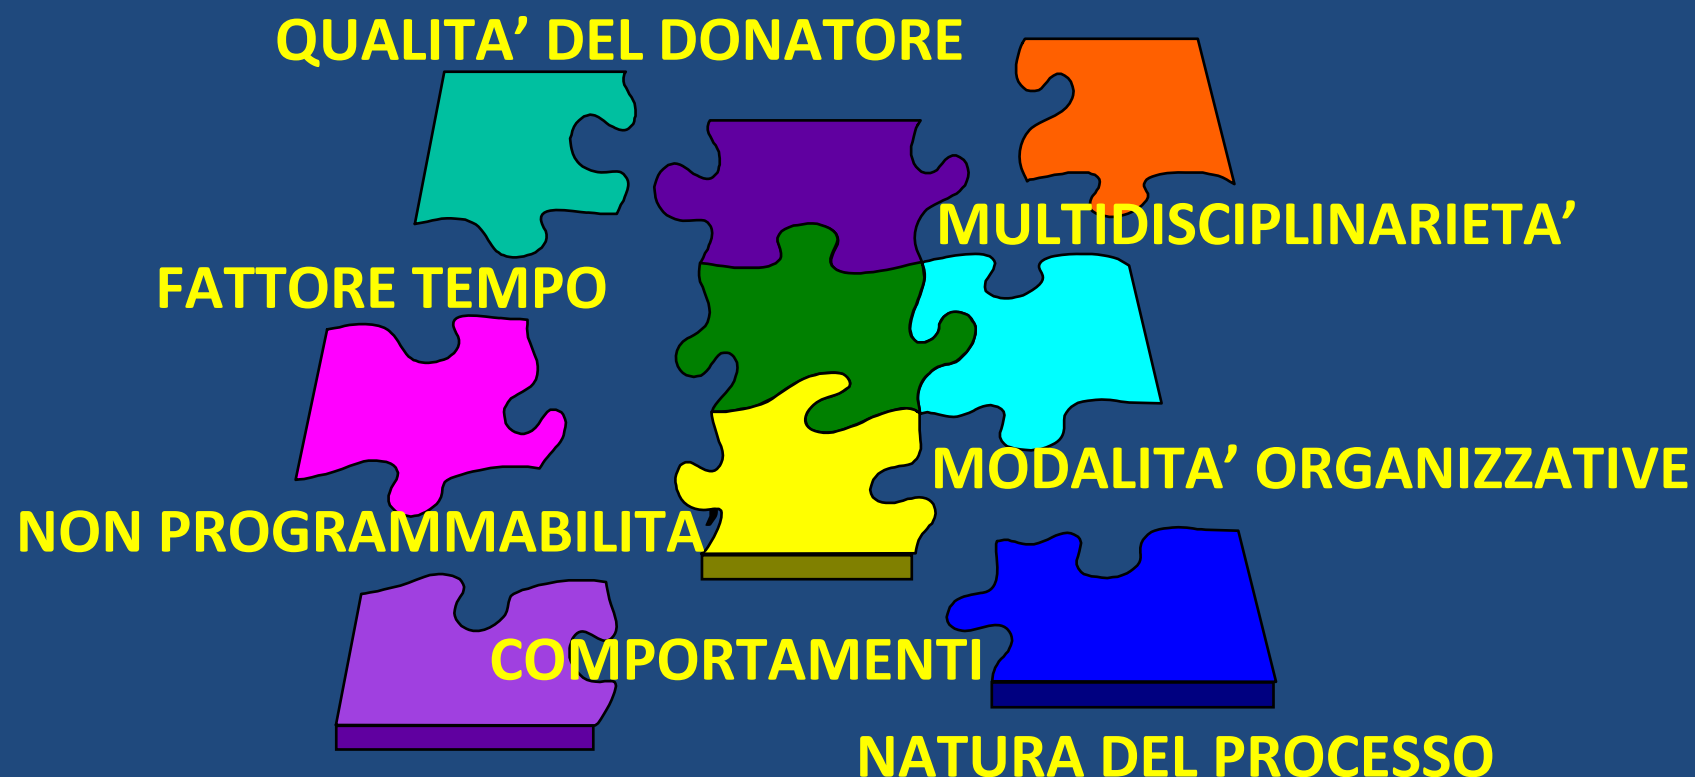 QUALITA’ DEL DONATORE
MULTIDISCIPLINARIETA’
FATTORE TEMPO
MODALITA’ ORGANIZZATIVE
NON PROGRAMMABILITA’
COMPORTAMENTI
NATURA DEL PROCESSO